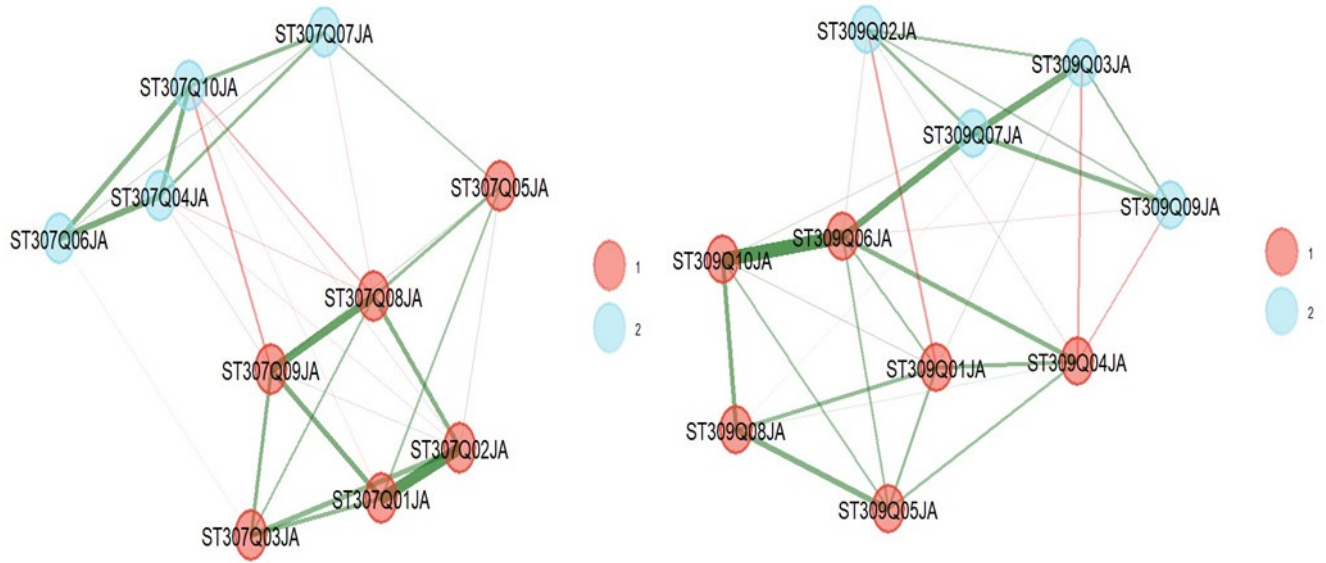 ST307Q07JA
ST307Q10JA
ST307Q05JA
ST307Q04JA
ST307Q06JA
ST307Q08JA
ST307Q09JA
ST307Q02JA
ST307Q01JA
ST307Q03JA
1
2
ST309Q02JA
ST309Q03JA
ST309Q07JA
ST309Q09JA
ST309Q06JA
ST309Q10JA
ST309Q01JA
ST309Q04JA
ST309Q08JA
ST309Q05JA
1
2